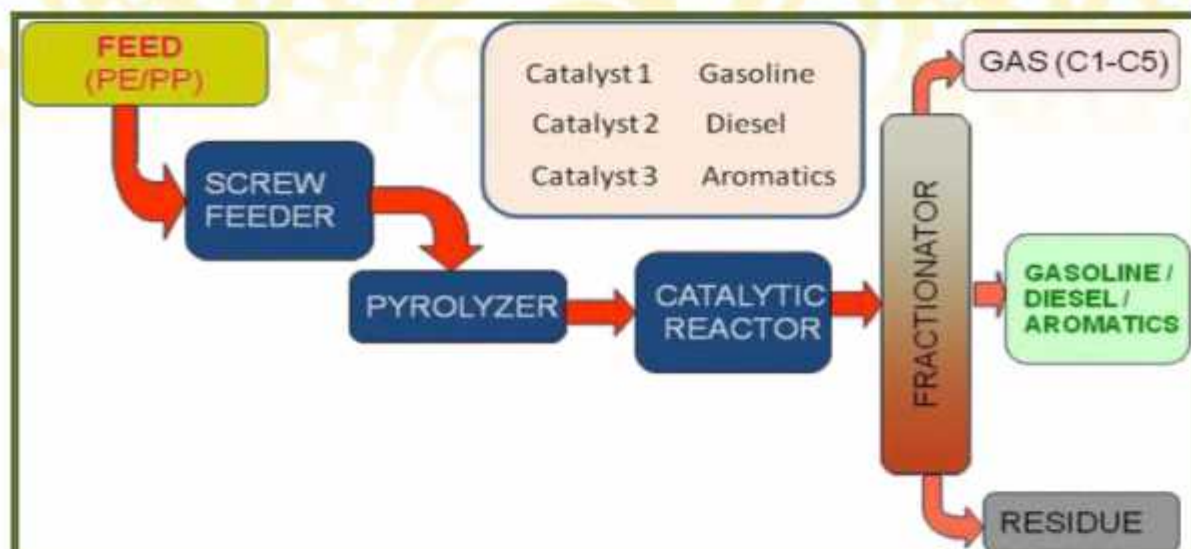 FEED
(PE/PP)
SCREW
FEEDER
PYROLYZER
CATALYTIC
REACTOR
Catalyst 1 Gasoline
Catalyst 2 Diesel
Catalyst 3 Aromatics
FRACTIONATOR
GAS (C1-C5)
GASOLINE /
DIESEL /
AROMATICS
RESIDUE